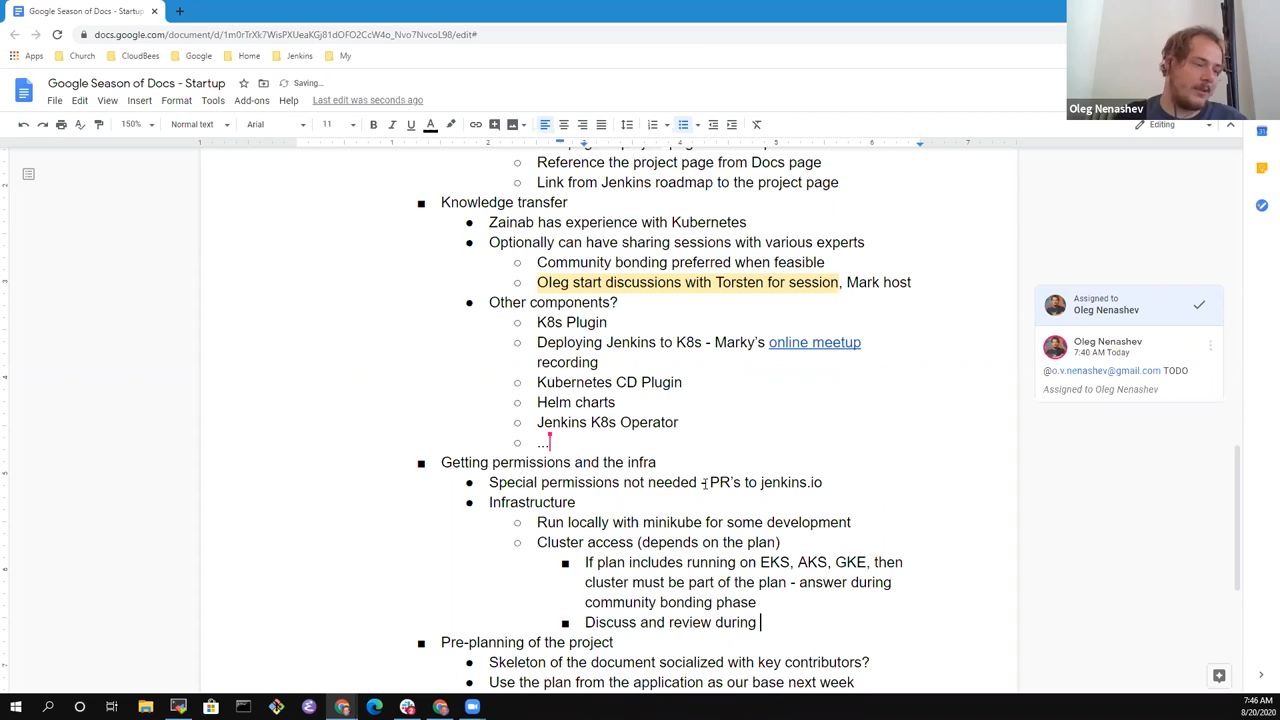 Google Season of Docs - Startup
docs.google.com/document/d/1m0rTrXk7WisPXUeaKGj81dOFO2CcW4o_Nvo7NvcoL98/edit#
Apps Church CloudBees Google Home Jenkins My
Google Season of Docs - Startup Saving...
File Edit View Insert Format Tools Add-ons Help Last edit was seconds ago
150% Normal text Arial 11 Editing
Oleg Nenashev
1 1 2 3 4 5 6 7
Reference the project page from Docs page
Link from Jenkins roadmap to the project page
Knowledge transfer
Zainab has experience with Kubernetes
Optionally can have sharing sessions with various experts
Community bonding preferred when feasible
Oleg start discussions with Torsten for session, Mark host
Other components?
K8s Plugin
Deploying Jenkins to K8s - Marky's online meetup
recording
Kubernetes CD Plugin
Helm charts
Jenkins K8s Operator
...
Getting permissions and the infra
Special permissions not needed - PR's to jenkins.io
Infrastructure
Run locally with minikube for some development
Cluster access (depends on the plan)
If plan includes running on EKS, AKS, GKE, then
cluster must be part of the plan - answer during
community bonding phase
Discuss and review during
Pre-planning of the project
Skeleton of the document socialized with key contributors?
Use the plan from the application as our base next week
Assigned to
Oleg Nenashev
Oleg Nenashev
7:40 AM Today
@o.v.nenashev@gmail.com TODO
Assigned to Oleg Nenashev
7:46 AM
8/20/2020